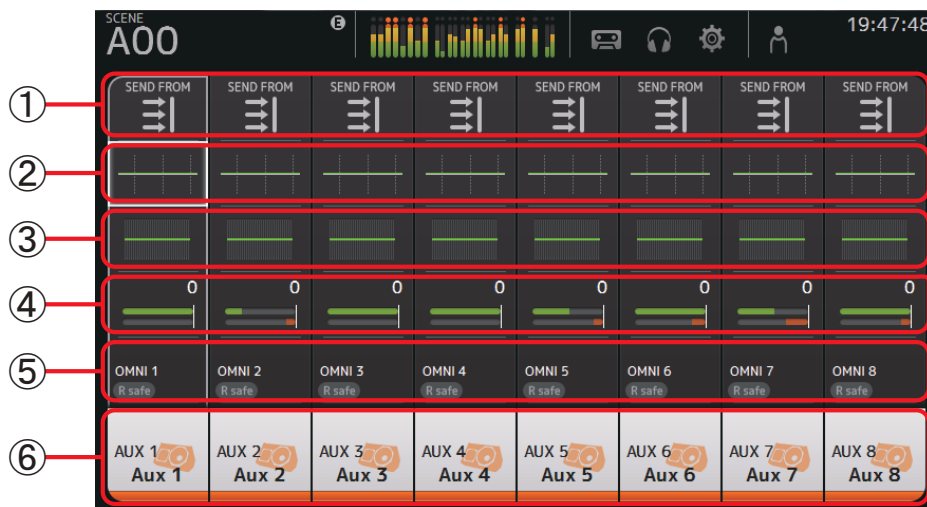 SCENE
A00
E
19:47:48
① SEND FROM SEND FROM SEND FROM SEND FROM SEND FROM SEND FROM SEND FROM SEND FROM
②
③
④ 0 0 0 0 0 0 0 0
⑤ OMNI 1 OMNI 2 OMNI 3 OMNI 4 OMNI 5 OMNI 6 OMNI 7 OMNI 8
R safe R safe R safe R safe R safe R safe R safe R safe
⑥ AUX 1 AUX 2 AUX 3 AUX 4 AUX 5 AUX 6 AUX 7 AUX 8
Aux 1 Aux 2 Aux 3 Aux 4 Aux 5 Aux 6 Aux 7 Aux 8